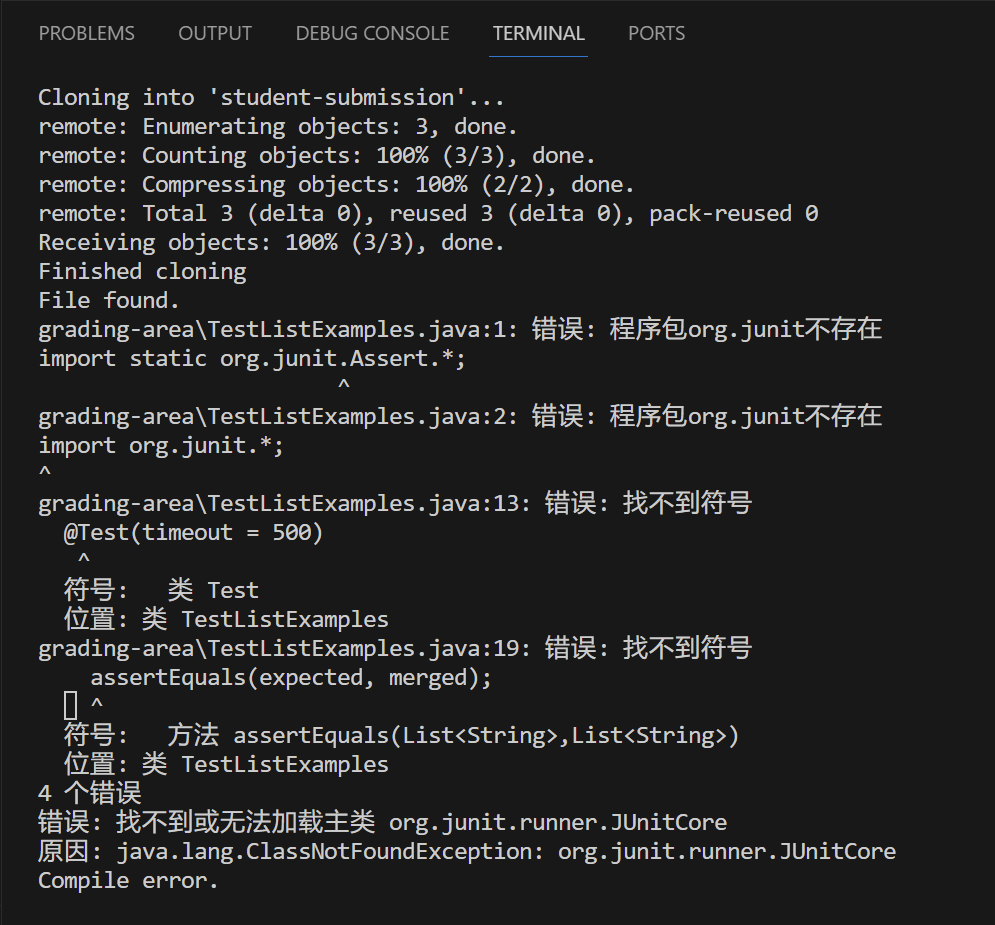 PROBLEMS OUTPUT DEBUG CONSOLE TERMINAL PORTS
Cloning into 'student-submission'...
remote: Enumerating objects: 3, done.
remote: Counting objects: 100% (3/3), done.
remote: Compressing objects: 100% (2/2), done.
remote: Total 3 (delta 0), reused 3 (delta 0), pack-reused 0
Receiving objects: 100% (3/3), done.
Finished cloning
File found.
grading-area\TestListExamples.java:1: 错误: 程序包org.junit不存在
import static org.junit.Assert.*;
                       ^
grading-area\TestListExamples.java:2: 错误: 程序包org.junit不存在
import org.junit.*;
^
grading-area\TestListExamples.java:13: 错误: 找不到符号
  @Test(timeout = 500)
   ^
  符号:   类 Test
  位置: 类 TestListExamples
grading-area\TestListExamples.java:19: 错误: 找不到符号
    assertEquals(expected, merged);
    ^
  符号:   方法 assertEquals(List<String>,List<String>)
  位置: 类 TestListExamples
4 个错误
错误: 找不到或无法加载主类 org.junit.runner.JUnitCore
原因: java.lang.ClassNotFoundException: org.junit.runner.JUnitCore
Compile error.